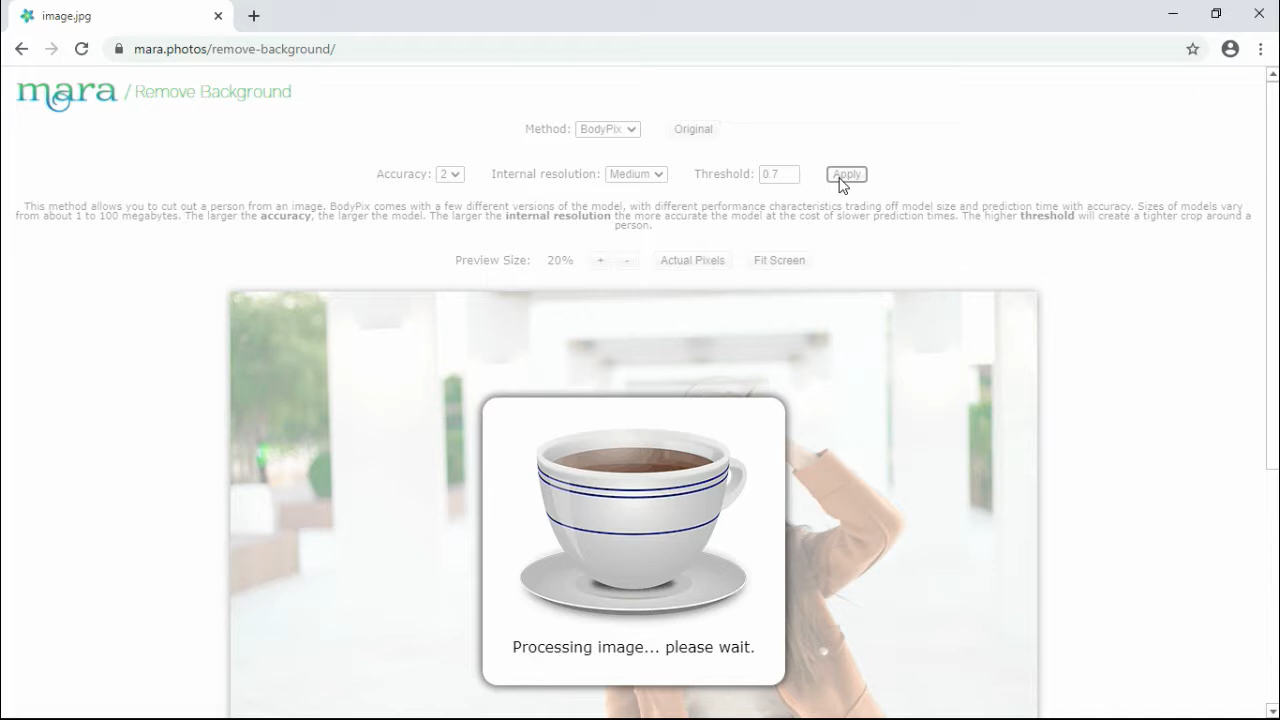 image.jpg
mara.photos/remove-background/
mara / Remove Background
Method: BodyPix Original
Accuracy: 2 Internal resolution: Medium Threshold: 0.7 Apply
This method allows you to cut out a person from an image. BodyPix comes with a few different versions of the model, with different performance characteristics trading off model size and prediction time with accuracy. Sizes of models vary
from about 1 to 100 megabytes. The larger the accuracy, the larger the model. The larger the internal resolution the more accurate the model at the cost of slower prediction times. The higher threshold will create a tighter crop around a
person.
Preview Size: 20% + - Actual Pixels Fit Screen
Processing image... please wait.